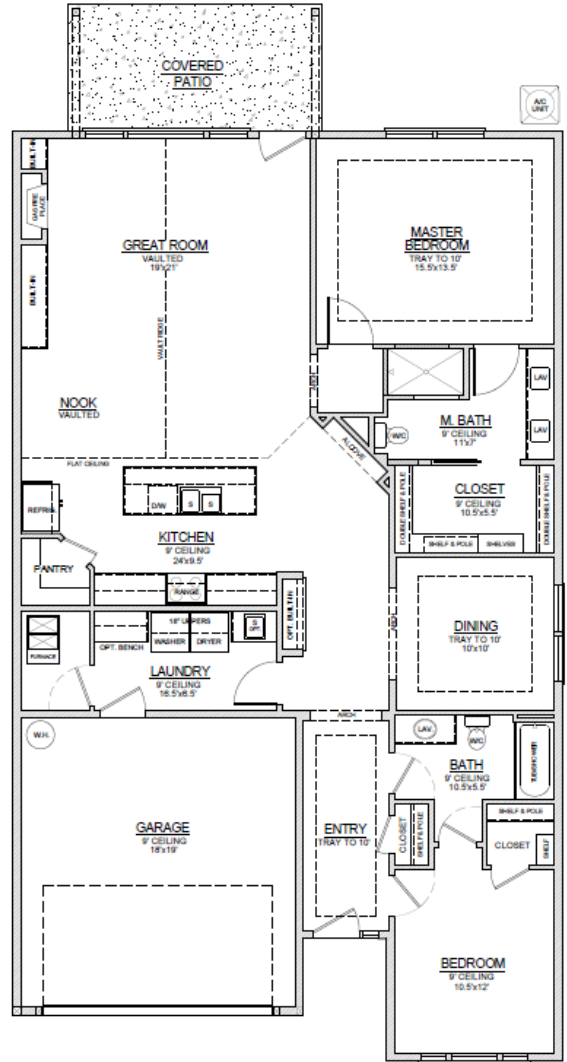 COVERED
PATIO
A/C
UNIT
BUILT-IN
GAS FIRE
PLACE
BUILT-IN
GREAT ROOM
VAULTED
19'x21'
VAULT RIDGE
MASTER
BEDROOM
TRAY TO 10'
15.5'x13.5'
NOOK
VAULTED
FLAT CEILING
ARCH
ALCOVE
LAV
LAV
W/C
M. BATH
9' CEILING
11'x7'
CLOSET
9' CEILING
10.5'x5.5'
DOUBLE SHELF & POLE
DOUBLE SHELF & POLE
SHELF & POLE
SHELVES
REFRIG.
D/W
S
S
KITCHEN
9' CEILING
24'x9.5'
PANTRY
RANGE
OPT. BUILT-IN
ARCH
DINING
TRAY TO 10'
10'x10'
FURNACE
OPT. BENCH
18" UPPERS
WASHER
DRYER
S
OPT.
LAUNDRY
9' CEILING
16.5'x6.5'
ARCH
W.H.
GARAGE
9' CEILING
18'x19'
ENTRY
TRAY TO 10'
LAV.
W/C
TUB/SHOWER
BATH
9' CEILING
10.5'x5.5'
CLOSET
SHELF & POLE
SHELF & POLE
CLOSET
SHELF
BEDROOM
9' CEILING
10.5'x12'